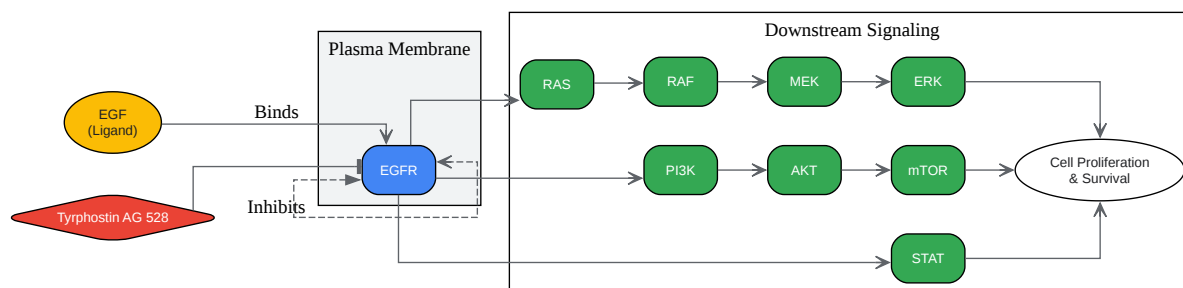 Downstream Signaling
Plasma Membrane
RAS
RAF
MEK
ERK
EGF
(Ligand)
Binds
EGFR
PI3K
AKT
mTOR
Cell Proliferation
& Survival
Tyrphostin AG 528
Inhibits
STAT